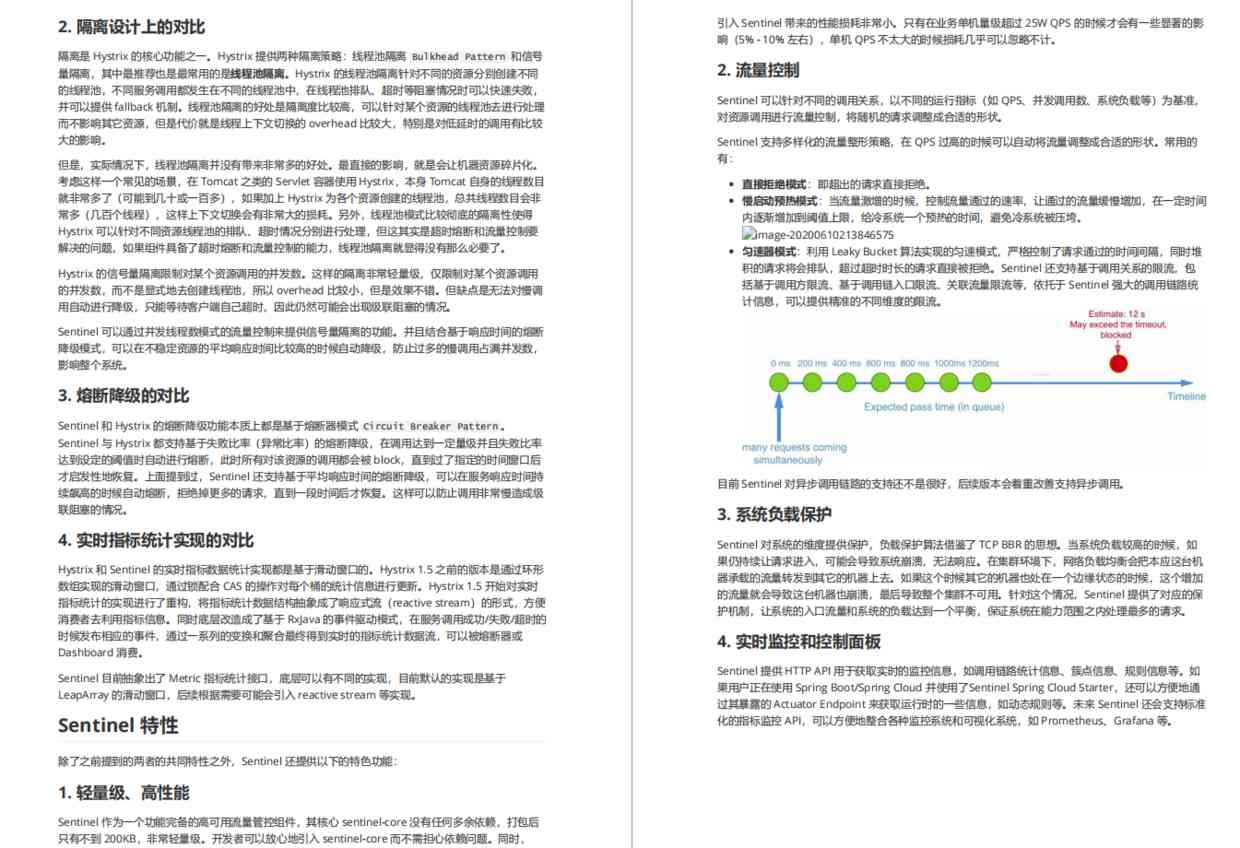 2. 隔离设计上的对比
隔离是 Hystrix 的核心功能之一。Hystrix 提供两种隔离策略：线程池隔离 Bulkhead Pattern 和信号
量隔离，其中最推荐也是最常用的是线程池隔离。Hystrix 的线程池隔离针对不同的资源分别创建不同
的线程池，不同服务调用都发生在不同的线程池中，在线程池排队、超时等阻塞情况时可以快速失败，
并可以提供 fallback 机制。线程池隔离的好处是隔离度比较高，可以针对某个资源的线程池去进行处理
而不影响其它资源，但是代价就是线程上下文切换的 overhead 比较大，特别是对低延时的调用有比较
大的影响。
但是，实际情况下，线程池隔离并没有带来非常多的好处。最直接的影响，就是会让机器资源碎片化。
考虑这样一个常见的场景，在 Tomcat 之类的 Servlet 容器使用 Hystrix，本身 Tomcat 自身的线程数目
就非常多了（可能到几十或一百多），如果加上 Hystrix 为各个资源创建的线程池，总共线程数目会非
常多（几百个线程），这样上下文切换会有非常大的损耗。另外，线程池模式比较彻底的隔离性使得
Hystrix 可以针对不同资源线程池的排队、超时情况分别进行处理，但这其实是超时熔断和流量控制要
解决的问题，如果组件具备了超时熔断和流量控制的能力，线程池隔离就显得没有那么必要了。
Hystrix 的信号量隔离限制对某个资源调用的并发数。这样的隔离非常轻量级，仅限制对某个资源调用
的并发数，而不是显式地去创建线程池，所以 overhead 比较小，但是效果不错。但缺点是无法对慢调
用自动进行降级，只能等待客户端自己超时，因此仍然可能会出现级联阻塞的情况。
Sentinel 可以通过并发线程数模式的流量控制来提供信号量隔离的功能。并且结合基于响应时间的熔断
降级模式，可以在不稳定资源的平均响应时间比较高的时候自动降级，防止过多的慢调用占满并发数，
影响整个系统。
3. 熔断降级的对比
Sentinel 和 Hystrix 的熔断降级功能本质上都是基于熔断器模式 Circuit Breaker Pattern。
Sentinel 与 Hystrix 都支持基于失败比率（异常比率）的熔断降级，在调用达到一定量级并且失败比率
达到设定的阈值时自动进行熔断，此时所有对该资源的调用都会被 block，直到过了指定的时间窗口后
才启发性地恢复。上面提到过，Sentinel 还支持基于平均响应时间的熔断降级，可以在服务响应时间持
续飙高的时候自动熔断，拒绝掉更多的请求，直到一段时间后才恢复。这样可以防止调用非常慢造成级
联阻塞的情况。
4. 实时指标统计实现的对比
Hystrix 和 Sentinel 的实时指标数据统计实现都是基于滑动窗口的。Hystrix 1.5 之前的版本是通过环形
数组实现的滑动窗口，通过锁配合 CAS 的操作对每个桶的统计信息进行更新。Hystrix 1.5 开始对实时
指标统计的实现进行了重构，将指标统计数据结构抽象成了响应式流（reactive stream）的形式，方便
消费者去利用指标信息。同时底层改造成了基于 RxJava 的事件驱动模式，在服务调用成功/失败/超时的
时候发布相应的事件，通过一系列的变换和聚合最终得到实时的指标统计数据流，可以被熔断器或
Dashboard 消费。
Sentinel 目前抽象出了 Metric 指标统计接口，底层可以有不同的实现，目前默认的实现是基于
LeapArray 的滑动窗口，后续根据需要可能会引入 reactive stream 等实现。
Sentinel 特性
除了之前提到的两者的共同特性之外，Sentinel 还提供以下的特色功能：
1. 轻量级、高性能
Sentinel 作为一个功能完备的高可用流量管控组件，其核心 sentinel-core 没有任何多余依赖，打包后
只有不到 200KB，非常轻量级。开发者可以放心地引入 sentinel-core 而不需担心依赖问题。同时，
引入 Sentinel 带来的性能损耗非常小。只有在业务单机量级超过 25W QPS 的时候才会有一些显著的影
响（5% - 10% 左右），单机 QPS 不太大的时候损耗几乎可以忽略不计。
2. 流量控制
Sentinel 可以针对不同的调用关系，以不同的运行指标（如 QPS、并发调用数、系统负载等）为基准，
对资源调用进行流量控制，将随机的请求调整成合适的形状。
Sentinel 支持多样化的流量整形策略，在 QPS 过高的时候可以自动将流量调整成合适的形状。常用的
有：
• 直接拒绝模式：即超出的请求直接拒绝。
• 慢启动预热模式：当流量激增的时候，控制流量通过的速率，让通过的流量缓慢增加，在一定时间
内逐渐增加到阈值上限，给冷系统一个预热的时间，避免冷系统被压垮。
image-20200610213846575
• 匀速器模式：利用 Leaky Bucket 算法实现的匀速模式，严格控制了请求通过的时间间隔，同时堆
积的请求将会排队，超过超时时长的请求直接被拒绝。Sentinel 还支持基于调用关系的限流，包
括基于调用方限流、基于调用链入口限流、关联流量限流等，依托于 Sentinel 强大的调用链路统
计信息，可以提供精准的不同维度的限流。
Estimate: 12 s
May exceed the timeout,
blocked
0 ms 200 ms 400 ms 600 ms 800 ms 1000ms 1200ms
Timeline
Expected pass time (in queue)
many requests coming
simultaneously
目前 Sentinel 对异步调用链路的支持还不是很好，后续版本会着重改善支持异步调用。
3. 系统负载保护
Sentinel 对系统的维度提供保护，负载保护算法借鉴了 TCP BBR 的思想。当系统负载较高的时候，如
果仍持续让请求进入，可能会导致系统崩溃，无法响应。在集群环境下，网络负载均衡会把本应这台机
器承载的流量转发到其它的机器上去。如果这个时候其它的机器也处在一个边缘状态的时候，这个增加
的流量就会导致这台机器也崩溃，最后导致整个集群不可用。针对这个情况，Sentinel 提供了对应的保
护机制，让系统的入口流量和系统的负载达到一个平衡，保证系统在能力范围之内处理最多的请求。
4. 实时监控和控制面板
Sentinel 提供 HTTP API 用于获取实时的监控信息，如调用链路统计信息、簇点信息、规则信息等。如
果用户正在使用 Spring Boot/Spring Cloud 并使用了Sentinel Spring Cloud Starter，还可以方便地通
过其暴露的 Actuator Endpoint 来获取运行时的一些信息，如动态规则等。未来 Sentinel 还会支持标准
化的指标监控 API，可以方便地整合各种监控系统和可视化系统，如 Prometheus、Grafana 等。